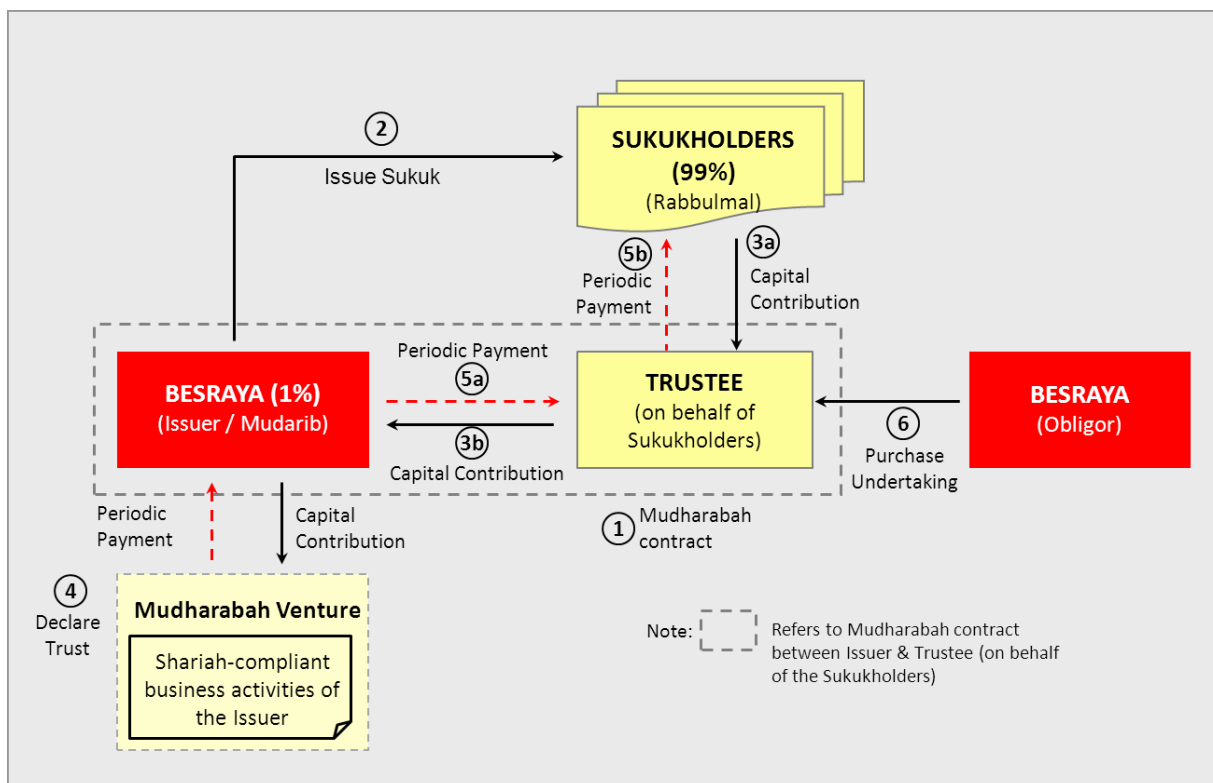 2
Issue Sukuk
SUKUKHOLDERS
(99%)
(Rabbulmal)
5b
Periodic
Payment
3a
Capital
Contribution
BESRAYA (1%)
(Issuer / Mudarib)
Periodic Payment
5a
3b
Capital Contribution
TRUSTEE
(on behalf of
Sukukholders)
BESRAYA
(Obligor)
6
Purchase
Undertaking
Periodic
Payment
Capital
Contribution
1
Mudharabah
contract
4
Declare
Trust
Mudharabah Venture
Shariah-compliant
business activities of
the Issuer
Note:
Refers to Mudharabah contract
between Issuer & Trustee (on behalf
of the Sukukholders)